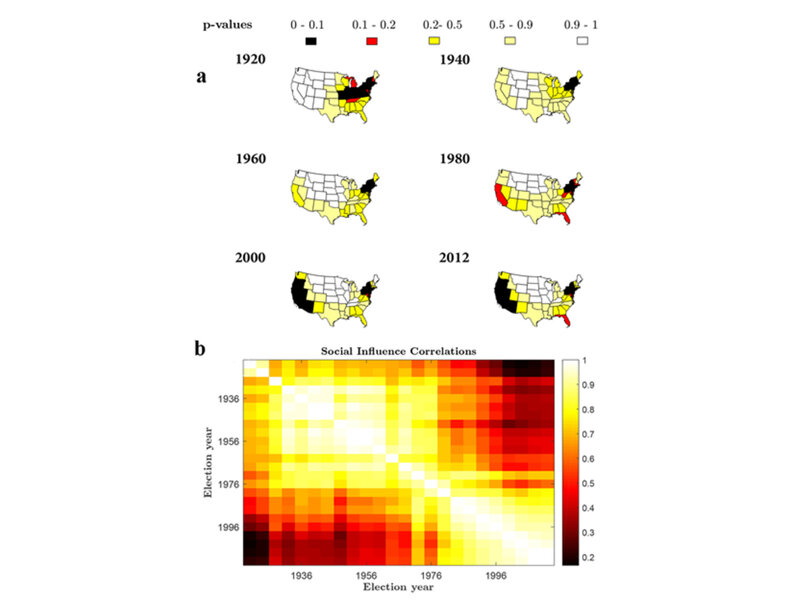 p-values 0 - 0.1 0.1 - 0.2 0.2- 0.5 0.5 - 0.9 0.9 - 1
a
1920 1940
1960 1980
2000 2012
b
Social Influence Correlations
Election year
1936
1956
1976
1996
1936 1956 1976 1996
Election year
1
0.9
0.8
0.7
0.6
0.5
0.4
0.3
0.2